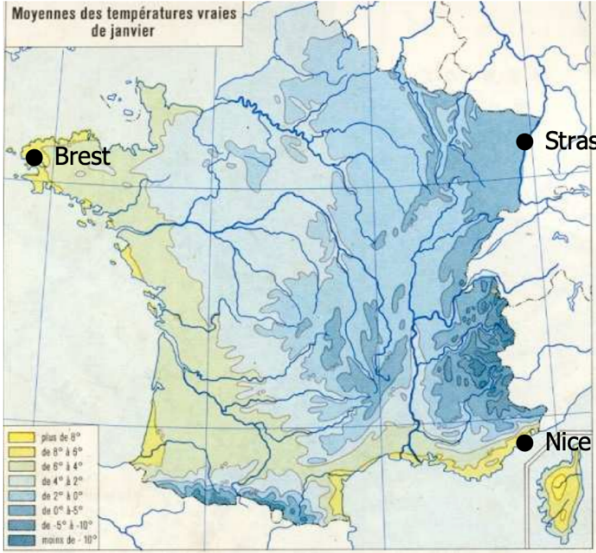 Moyennes des températures vraies
de janvier
Brest
Stras
Nice
plus de 8°
de 8° à 6°
de 6° à 4°
de 4° à 2°
de 2° à 0°
de 0° à-5°
de -5° à -10°
moins de - 10°